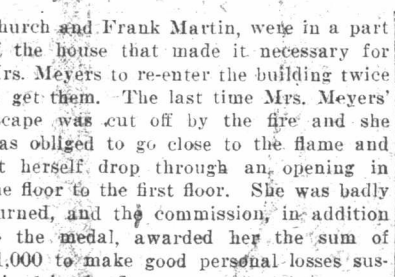 hurch and Frank Martin, were in a part
the house that made it necessary for
rs. Meyers to re-enter the building twice
get them. The last time Mrs. Meyers'
cape was cut off by the fire and she
as obliged to go close to the flame and
t herself drop through an opening in
e floor to the first floor. She was badly
urned, and the commission, in addition
the medal, awarded her the sum of
1,000 to make good personal losses sus-